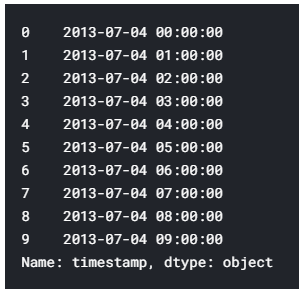 0    2013-07-04 00:00:00
1    2013-07-04 01:00:00
2    2013-07-04 02:00:00
3    2013-07-04 03:00:00
4    2013-07-04 04:00:00
5    2013-07-04 05:00:00
6    2013-07-04 06:00:00
7    2013-07-04 07:00:00
8    2013-07-04 08:00:00
9    2013-07-04 09:00:00
Name: timestamp, dtype: object